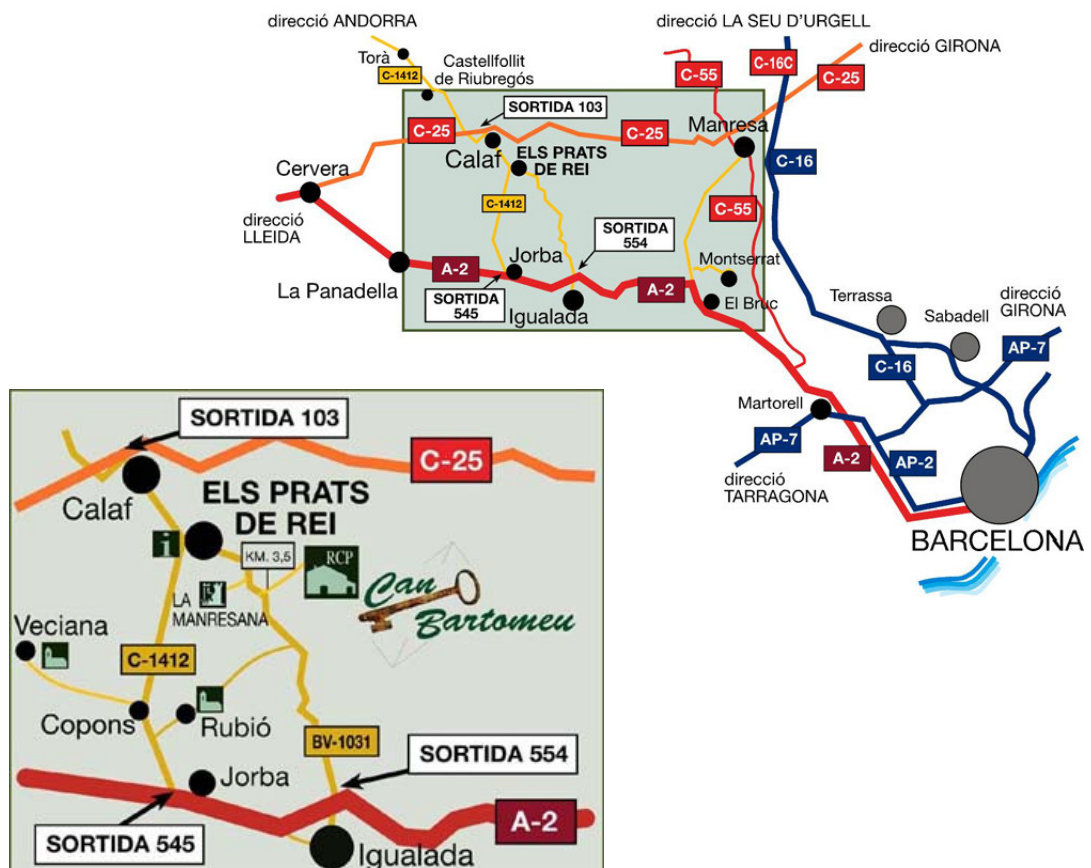 direcció ANDORRA
direcció LA SEU D'URGELL
direcció GIRONA
Torà
C-1412
Castellfollit
de Riubregós
C-55
C-16C
C-25
SORTIDA 103
C-25
C-25
Manresa
Calaf
ELS PRATS
DE REI
Cervera
C-16
C-1412
C-55
direcció
LLEIDA
SORTIDA
554
Jorba
Montserrat
A-2
A-2
La Panadella
SORTIDA
545
Igualada
El Bruc
Terrassa
Sabadell
direcció
GIRONA
AP-7
C-16
Martorell
AP-7
A-2
AP-2
direcció
TARRAGONA
BARCELONA
SORTIDA 103
C-25
Calaf
ELS PRATS
DE REI
i
KM. 3,5
RCP
LA
MANRESANA
Can
Bartomeu
Veciana
C-1412
Copons
Rubió
BV-1031
SORTIDA 554
Jorba
SORTIDA 545
A-2
Igualada